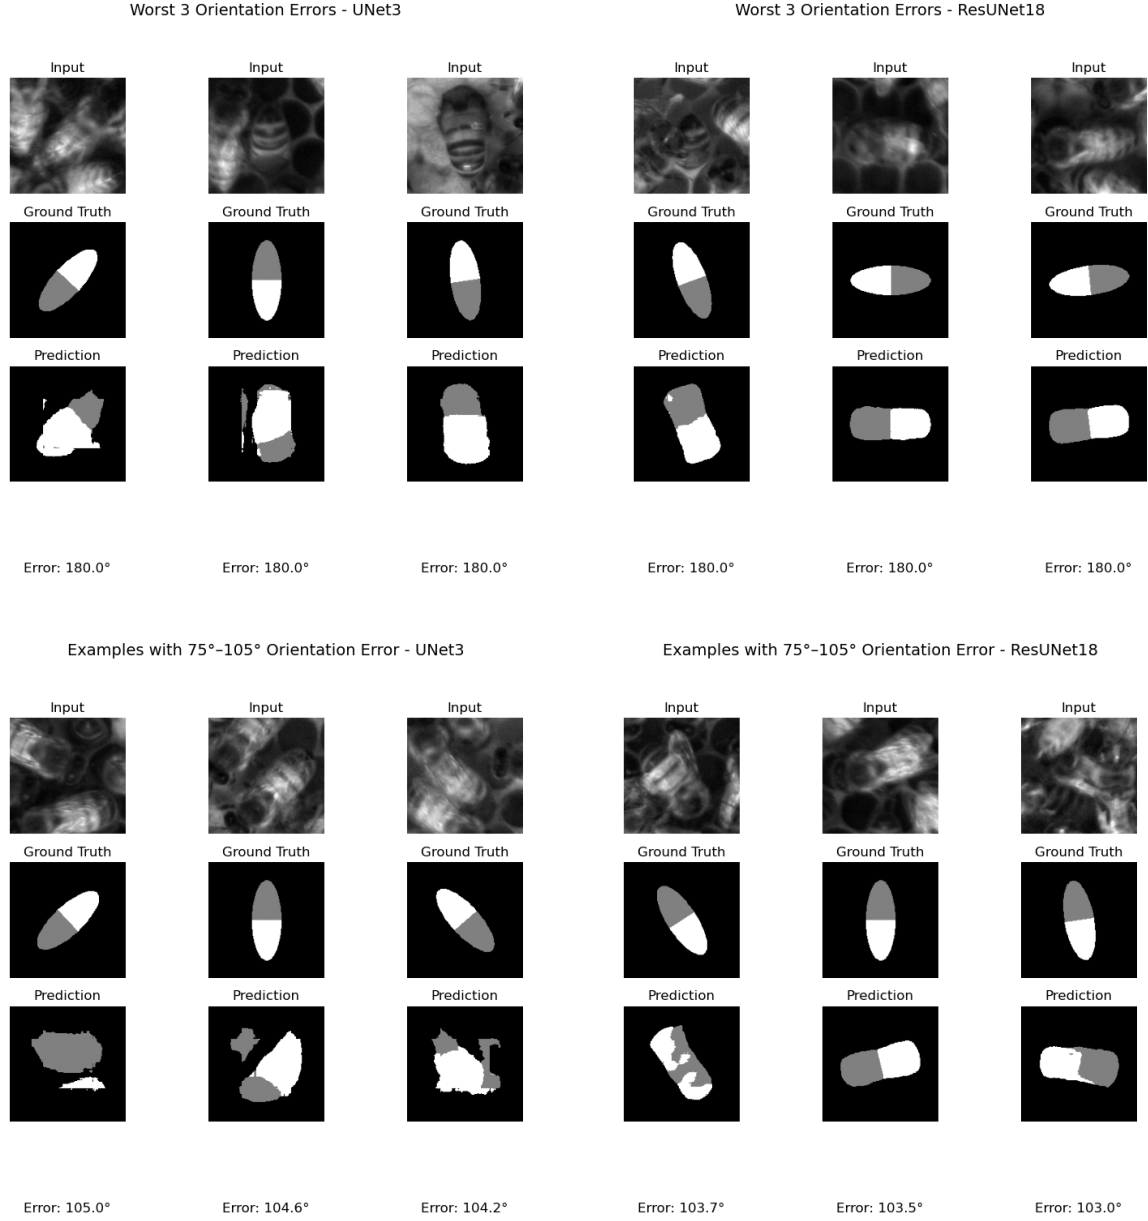 Worst 3 Orientation Errors - UNet3
Worst 3 Orientation Errors - ResUNet18
Input
Input
Input
Input
Input
Input
Ground Truth
Ground Truth
Ground Truth
Ground Truth
Ground Truth
Ground Truth
Prediction
Prediction
Prediction
Prediction
Prediction
Prediction
Error: 180.0°
Error: 180.0°
Error: 180.0°
Error: 180.0°
Error: 180.0°
Error: 180.0°
Examples with 75°–105° Orientation Error - UNet3
Examples with 75°–105° Orientation Error - ResUNet18
Input
Input
Input
Input
Input
Input
Ground Truth
Ground Truth
Ground Truth
Ground Truth
Ground Truth
Ground Truth
Prediction
Prediction
Prediction
Prediction
Prediction
Prediction
Error: 105.0°
Error: 104.6°
Error: 104.2°
Error: 103.7°
Error: 103.5°
Error: 103.0°